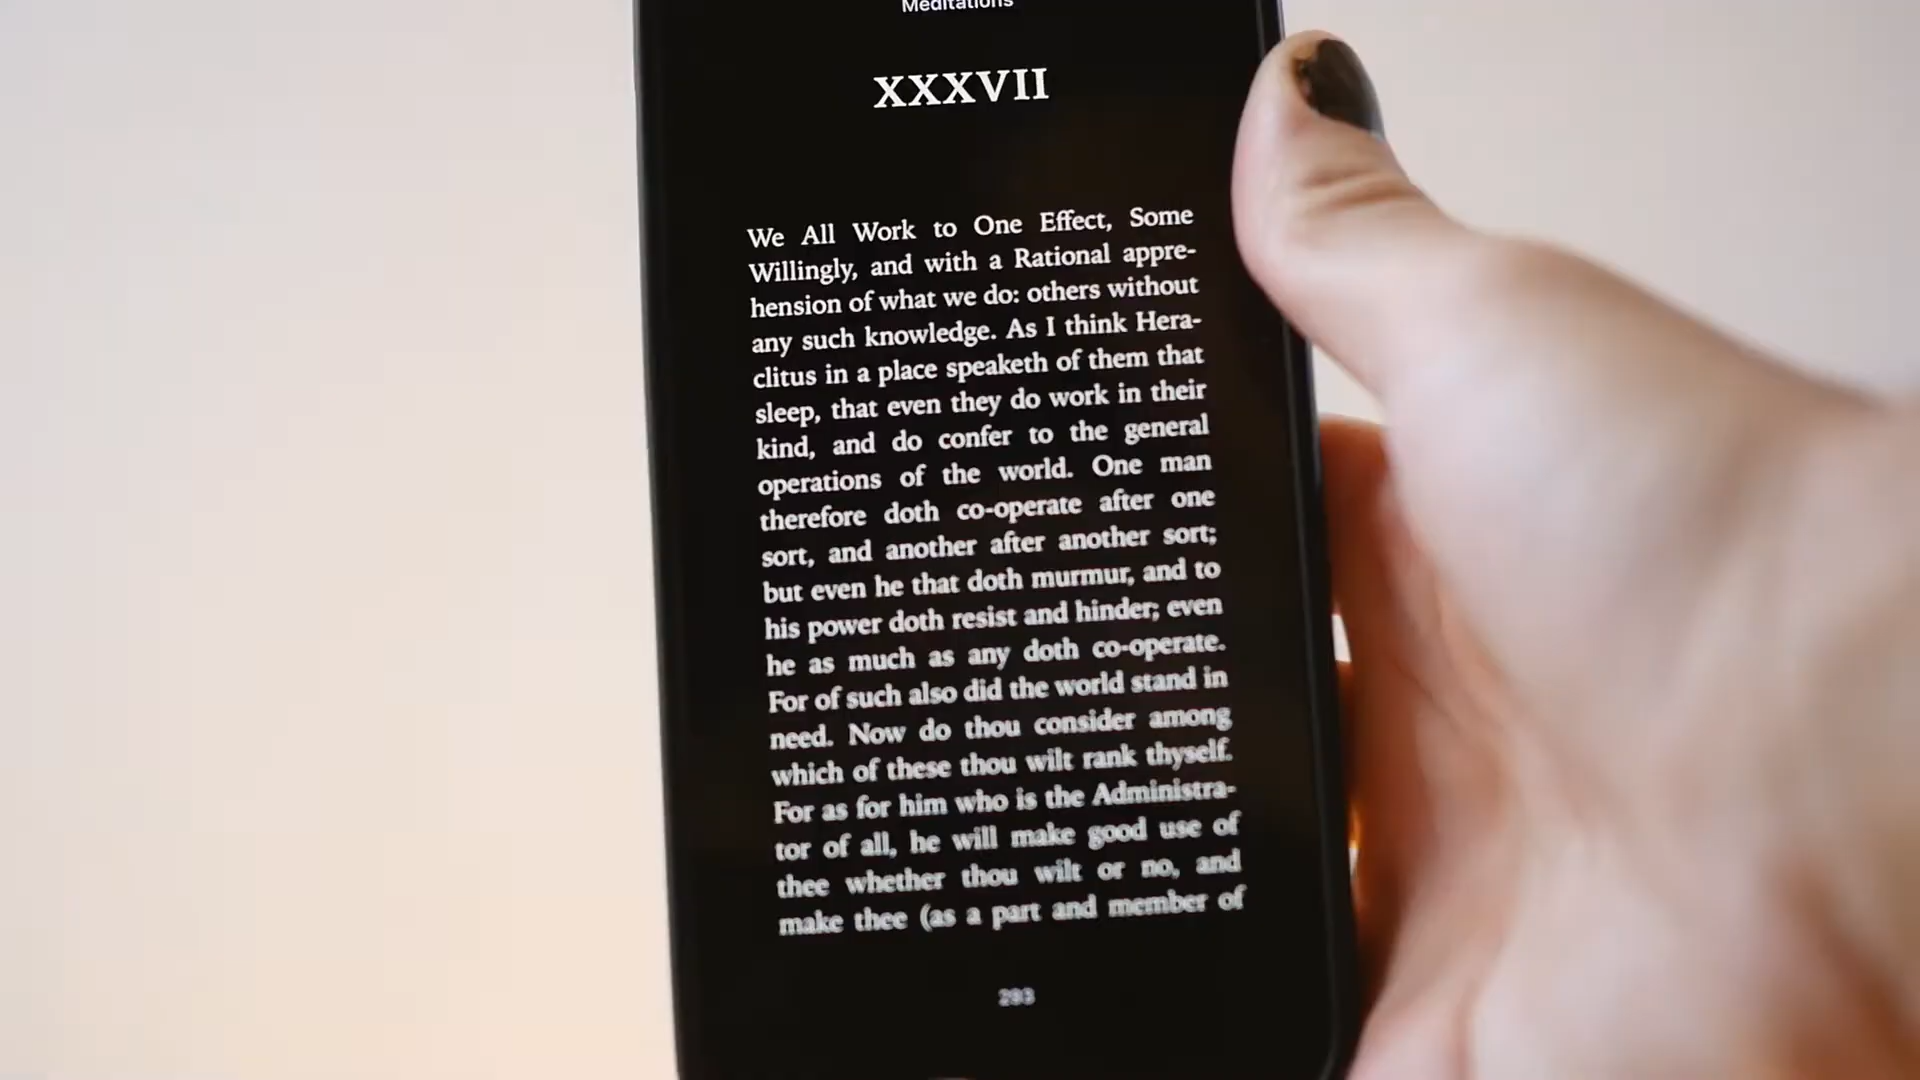 Meditations
XXXVII
We All Work to One Effect, Some
Willingly, and with a Rational appre-
hension of what we do: others without
any such knowledge. As I think Hera-
clitus in a place speaketh of them that
sleep, that even they do work in their
kind, and do confer to the general
operations of the world. One man
therefore doth co-operate after one
sort, and another after another sort;
but even he that doth murmur, and to
his power doth resist and hinder; even
he as much as any doth co-operate.
For of such also did the world stand in
need. Now do thou consider among
which of these thou wilt rank thyself.
For as for him who is the Administra-
tor of all, he will make good use of
thee whether thou wilt or no, and
make thee (as a part and member of
293